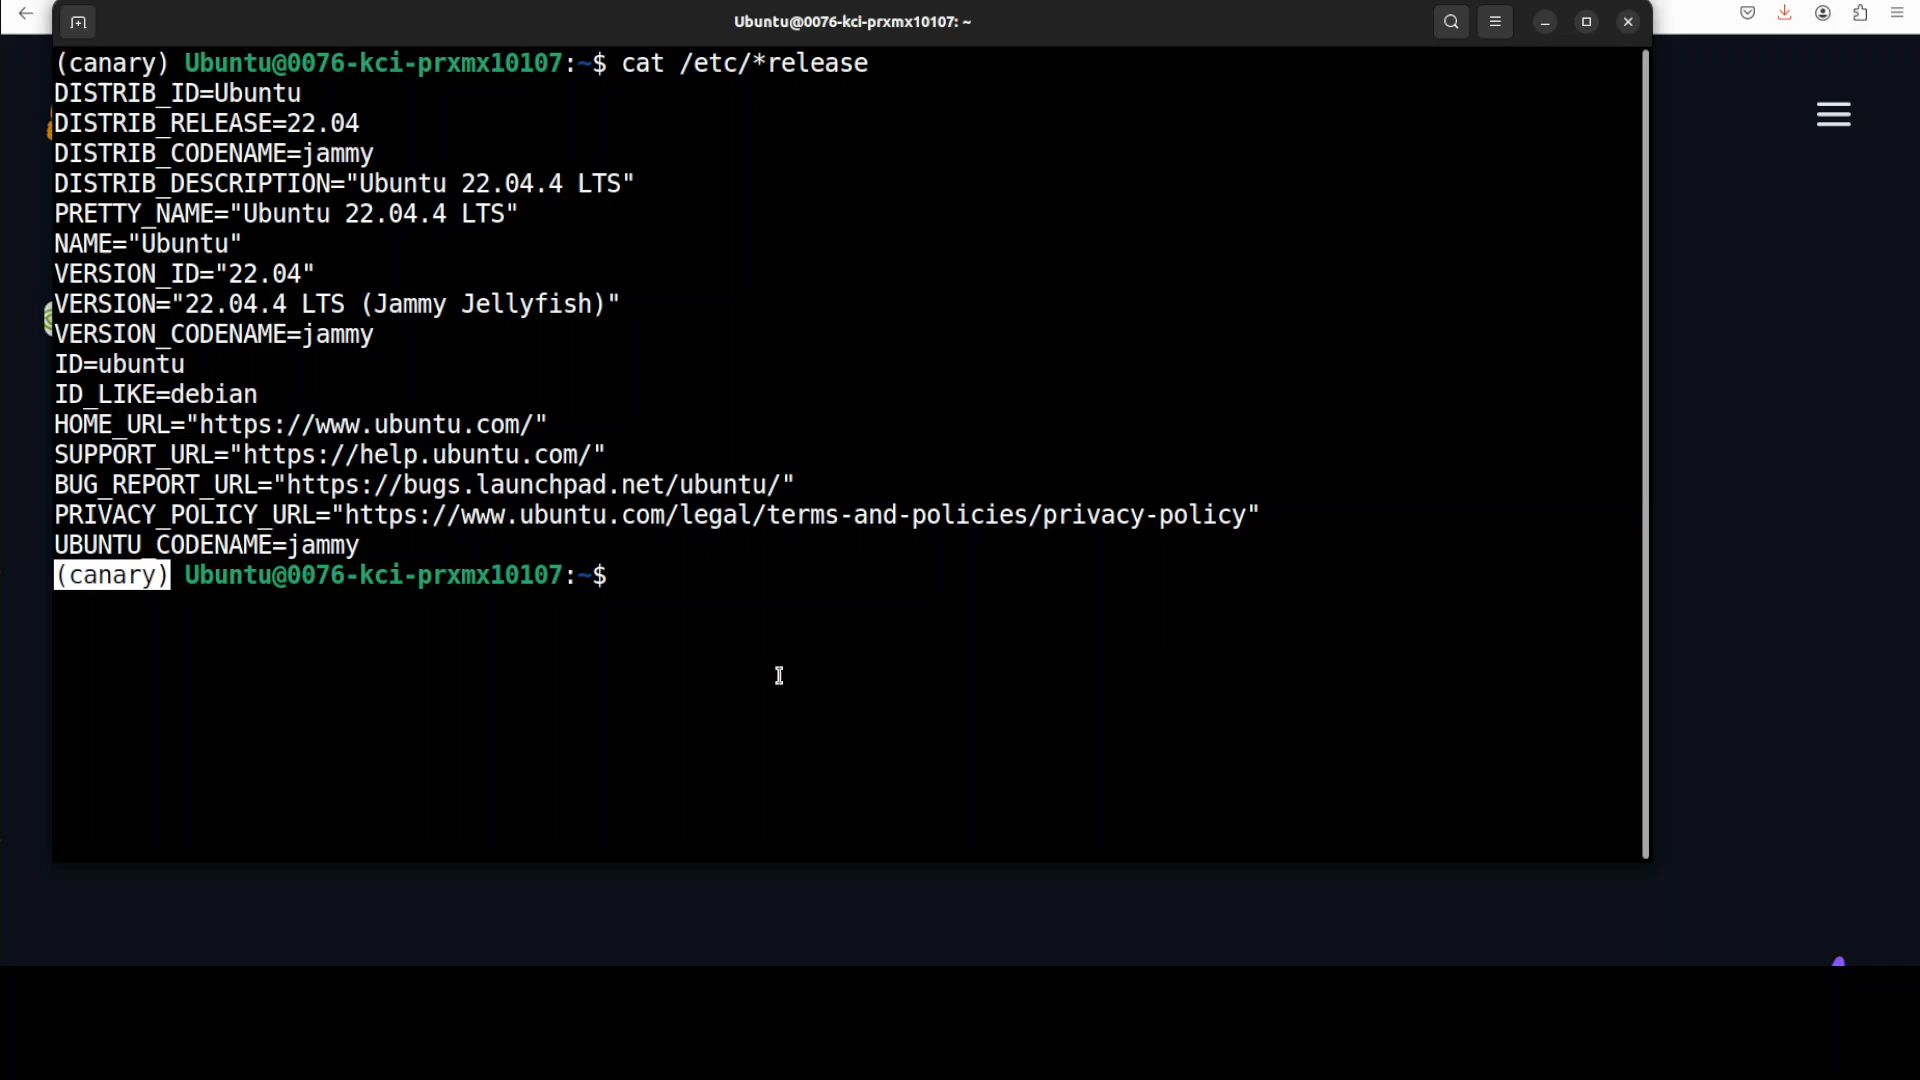 Ubuntu@0076-kci-prxmx10107: ~
(canary) Ubuntu@0076-kci-prxmx10107:~$ cat /etc/*release
DISTRIB_ID=Ubuntu
DISTRIB_RELEASE=22.04
DISTRIB_CODENAME=jammy
DISTRIB_DESCRIPTION="Ubuntu 22.04.4 LTS"
PRETTY_NAME="Ubuntu 22.04.4 LTS"
NAME="Ubuntu"
VERSION_ID="22.04"
VERSION="22.04.4 LTS (Jammy Jellyfish)"
VERSION_CODENAME=jammy
ID=ubuntu
ID_LIKE=debian
HOME_URL="https://www.ubuntu.com/"
SUPPORT_URL="https://help.ubuntu.com/"
BUG_REPORT_URL="https://bugs.launchpad.net/ubuntu/"
PRIVACY_POLICY_URL="https://www.ubuntu.com/legal/terms-and-policies/privacy-policy"
UBUNTU_CODENAME=jammy
(canary) Ubuntu@0076-kci-prxmx10107:~$